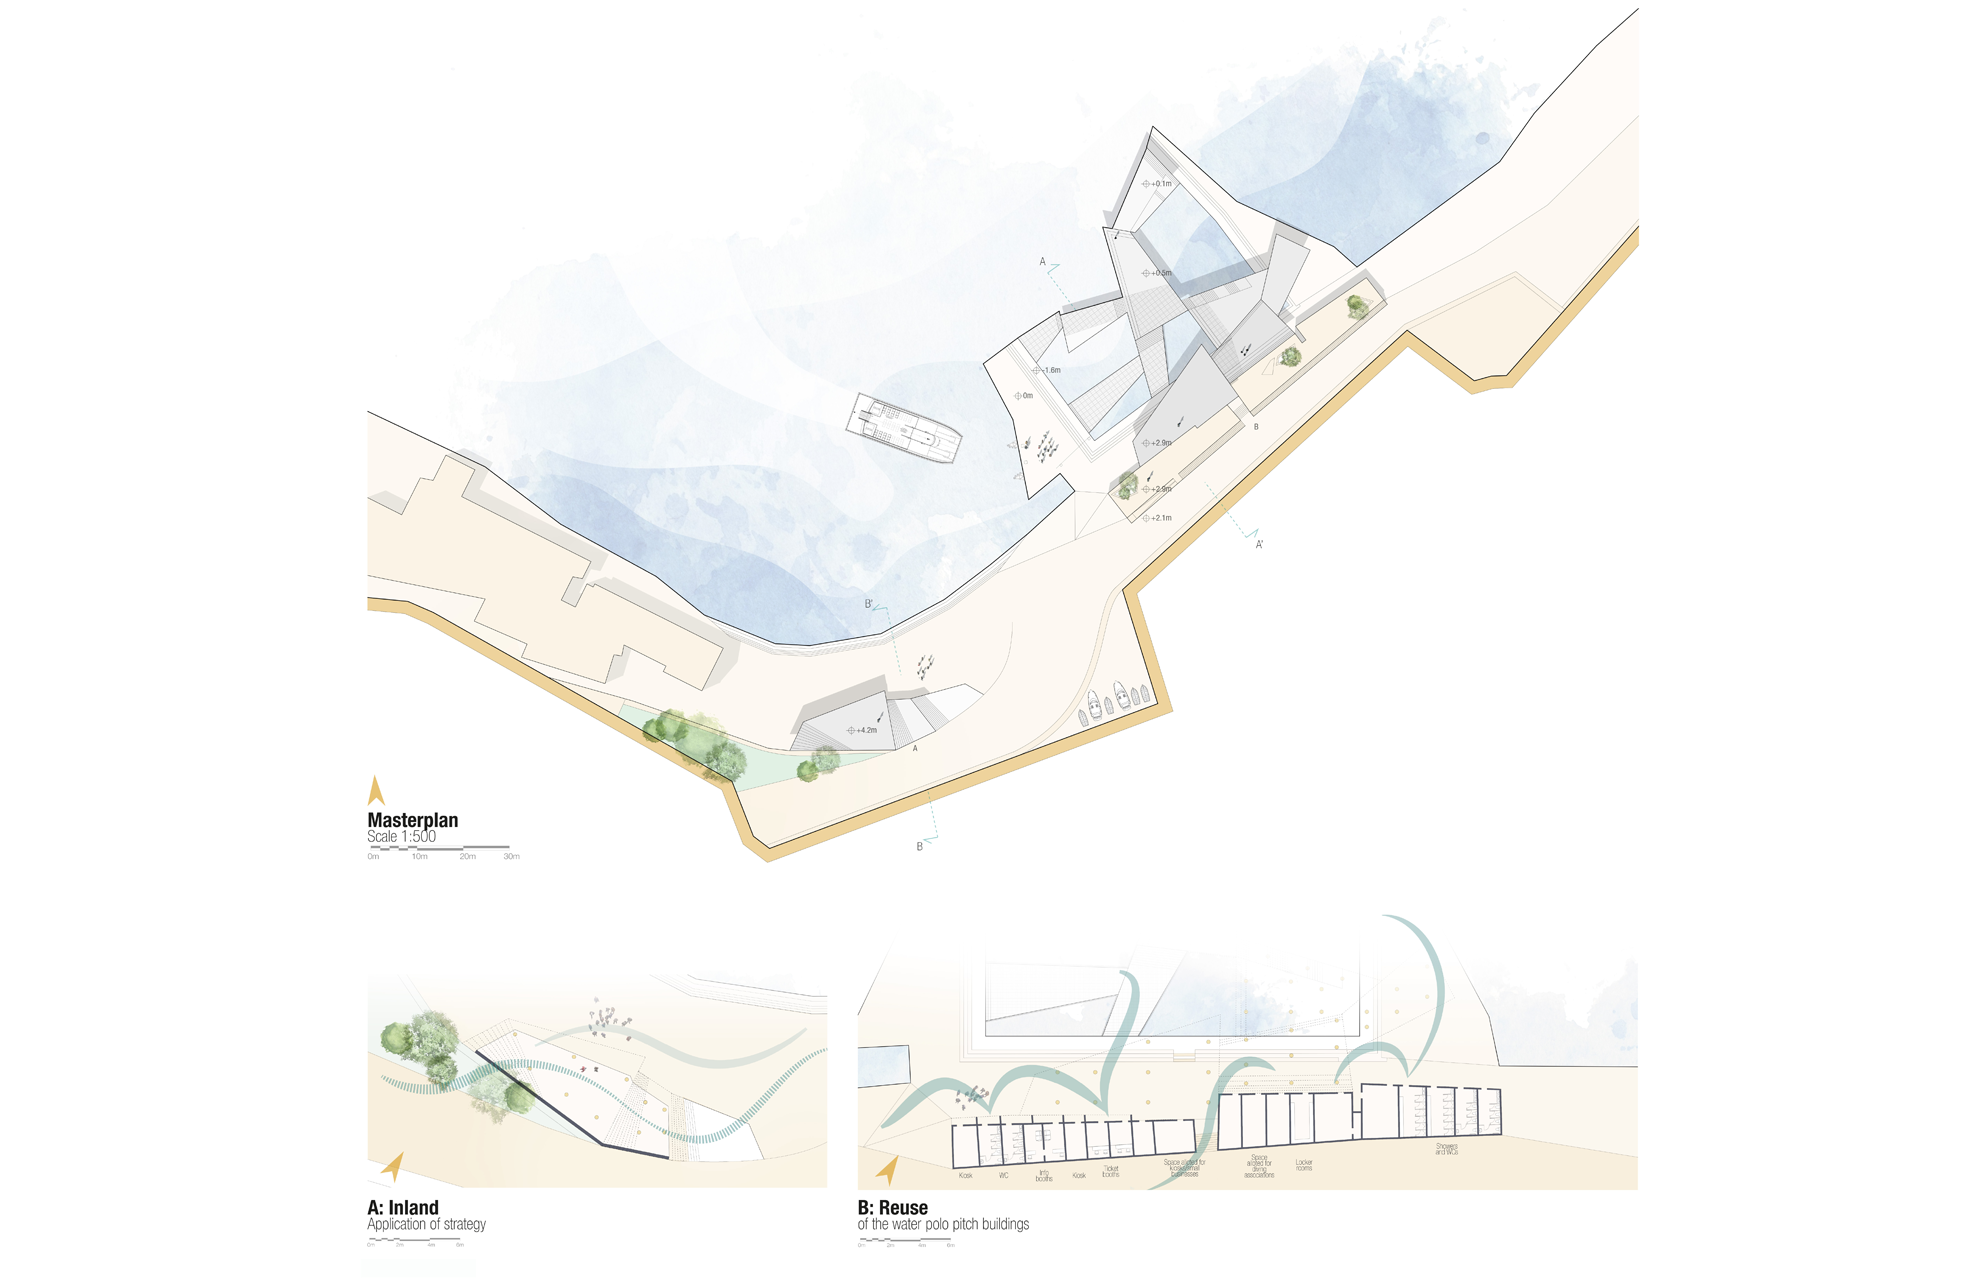 +0.1m
A
+0.5m
-1.6m
0m
B
+2.9m
+2.9m
+2.1m
A'
B'
+4.2m
A
B
Masterplan
Scale 1:500
0m 10m 20m 30m
Kiosk
WC
Info
booths
Kiosk
Ticket
booths
Space alloted for
businesses
Space
alloted for
diving
associations
Locker
rooms
Showers
and WCs
A: Inland
Application of strategy
0m 2m 4m 6m
B: Reuse
of the water polo pitch buildings
0m 2m 4m 6m